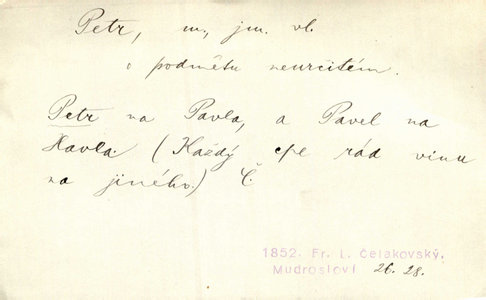 Petr, m., jm. vl.
o podmětu neurčitém.
Petr na Pavla, a Pavel na
Havla. (Každý cpe rád vinu
na jiného.) Č
1852. Fr. L. Čelakovský,
Mudrosloví 26. 28.